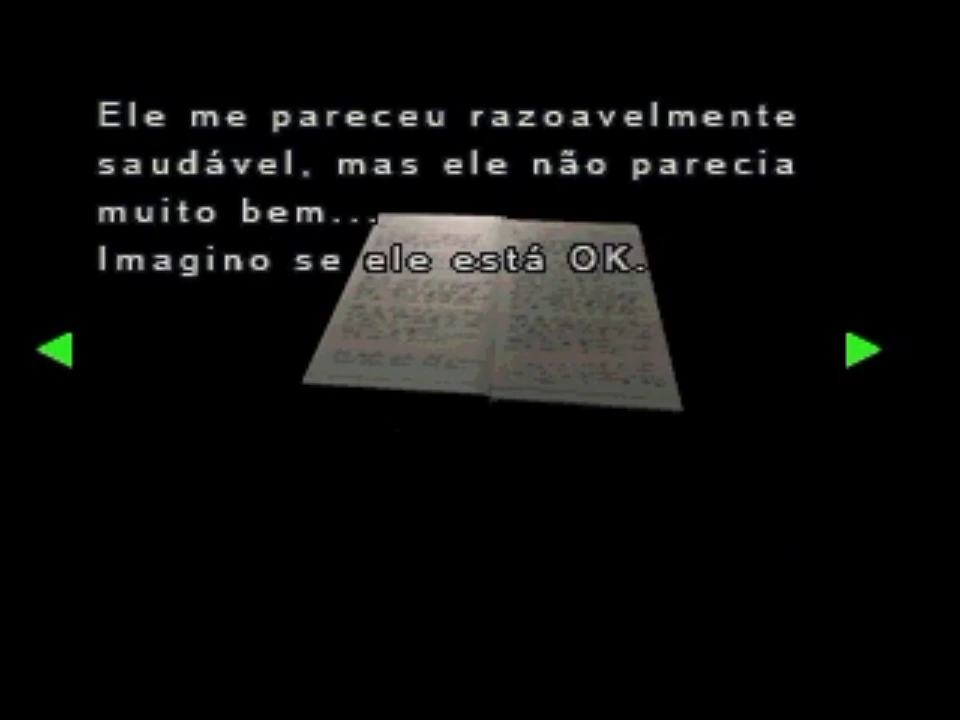 Ele me pareceu razoavelmente
saudável, mas ele não parecia
muito bem...
Imagino se ele está OK.